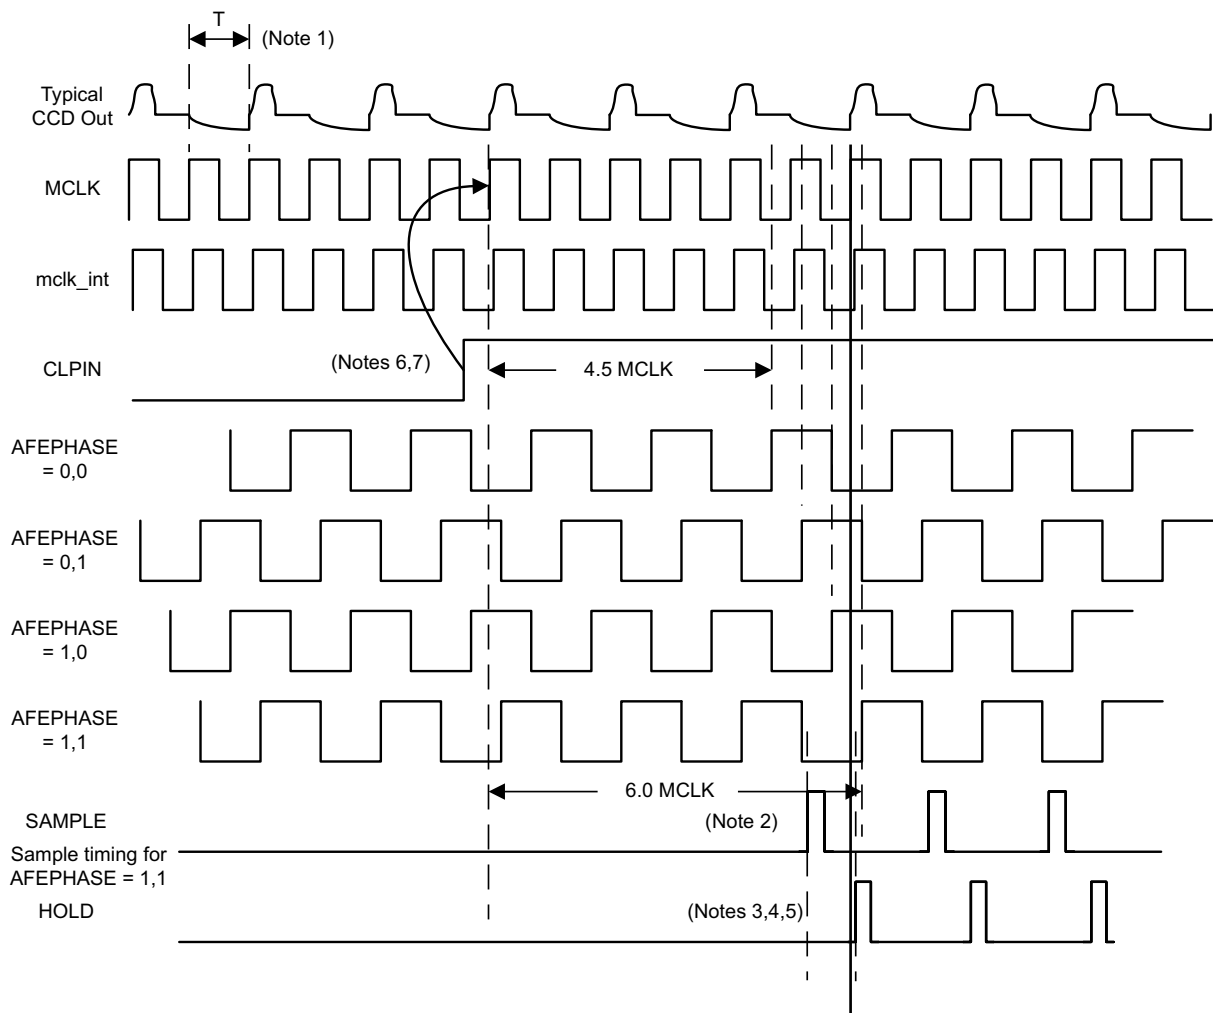 T
(Note 1)
Typical
CCD Out
MCLK
mclk_int
CLPIN
(Notes 6,7)
4.5 MCLK
AFEPHASE
= 0,0
AFEPHASE
= 0,1
AFEPHASE
= 1,0
AFEPHASE
= 1,1
6.0 MCLK
SAMPLE
(Note 2)
Sample timing for
AFEPHASE = 1,1
HOLD
(Notes 3,4,5)